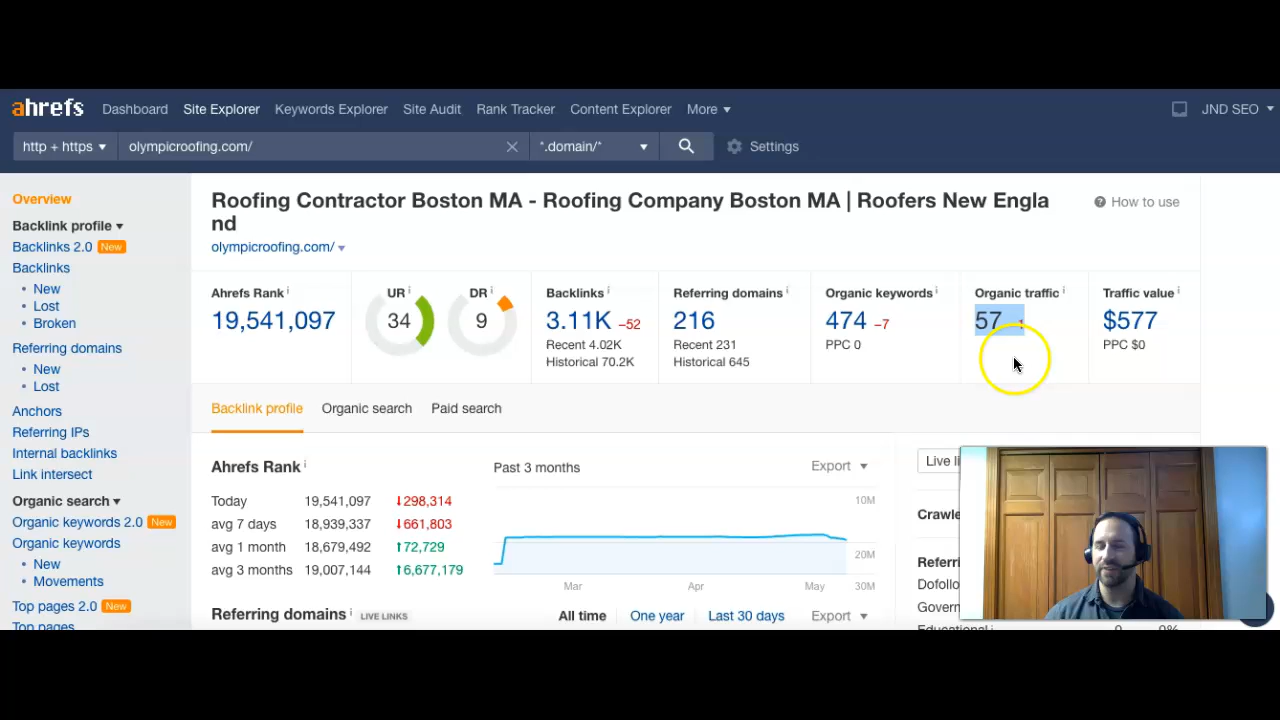 ahrefs Dashboard Site Explorer Keywords Explorer Site Audit Rank Tracker Content Explorer More JND SEO
http + https olympicroofing.com/ *.domain/* Settings
Overview
Backlink profile
Backlinks 2.0 New
Backlinks
New
Lost
Broken
Referring domains
New
Lost
Anchors
Referring IPs
Internal backlinks
Link intersect
Organic search
Organic keywords 2.0 New
Organic keywords
New
Movements
Top pages 2.0 New
Top pages
Roofing Contractor Boston MA - Roofing Company Boston MA | Roofers New Engla
nd
How to use
olympicroofing.com/
Ahrefs Rank
19,541,097
UR
34
DR
9
Backlinks
3.11K -52
Recent 4.02K
Historical 70.2K
Referring domains
216
Recent 231
Historical 645
Organic keywords
474 -7
PPC 0
Organic traffic
57
Traffic value
$577
PPC $0
Backlink profile Organic search Paid search
Ahrefs Rank
Today 19,541,097 298,314
avg 7 days 18,939,337 661,803
avg 1 month 18,679,492 72,729
avg 3 months 19,007,144 6,677,179
Past 3 months Export
10M
20M
30M
Mar Apr May
Referring domains LIVE LINKS All time One year Last 30 days Export
Live li
Crawle
Referri
Dofollo
Govern